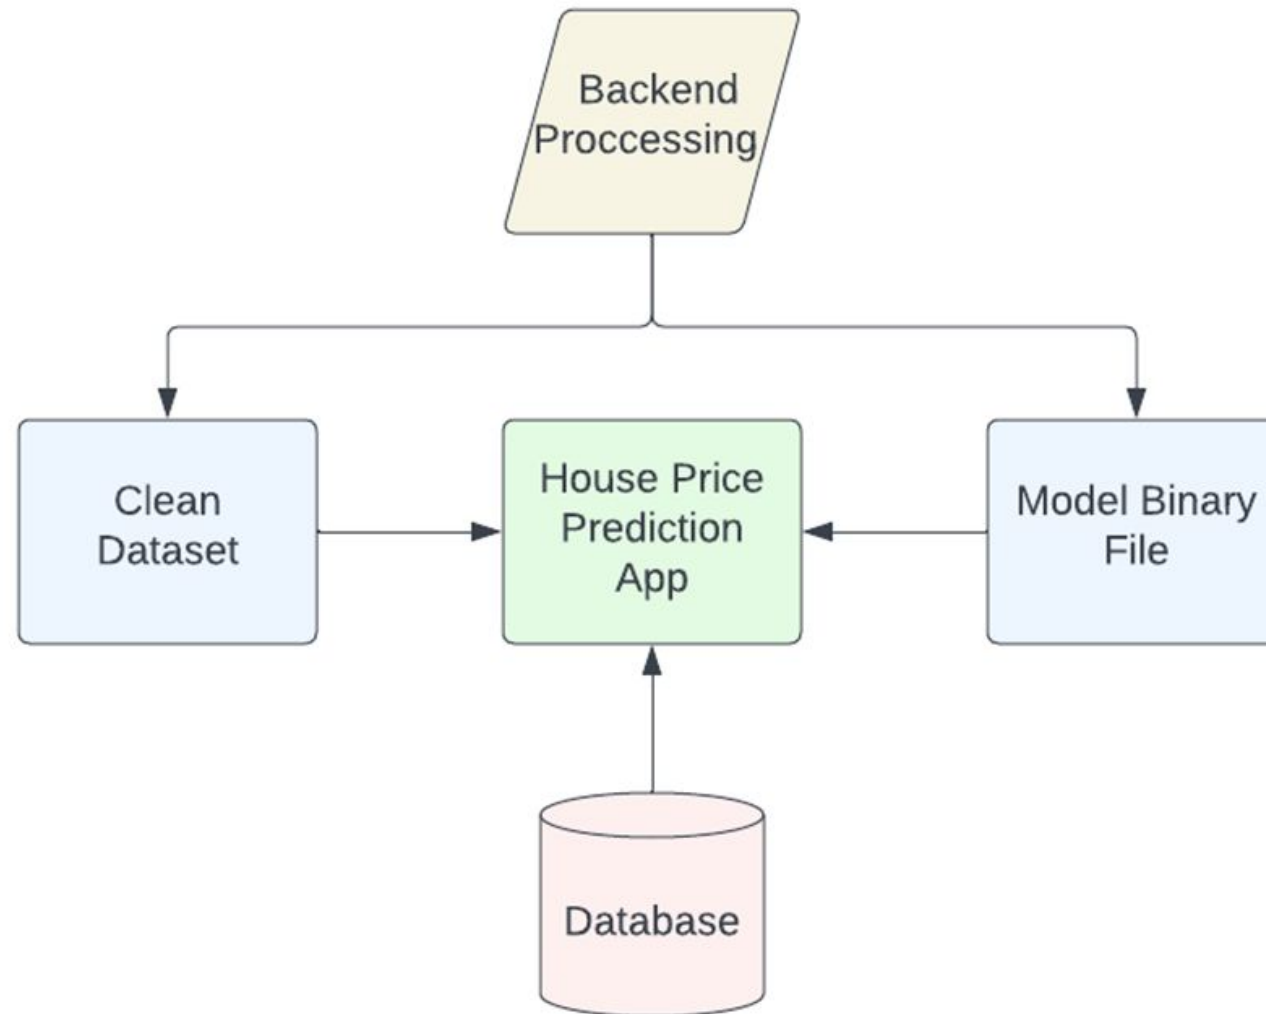 Backend
Proccessing
Clean
Dataset
House Price
Prediction
App
Model Binary
File
Database